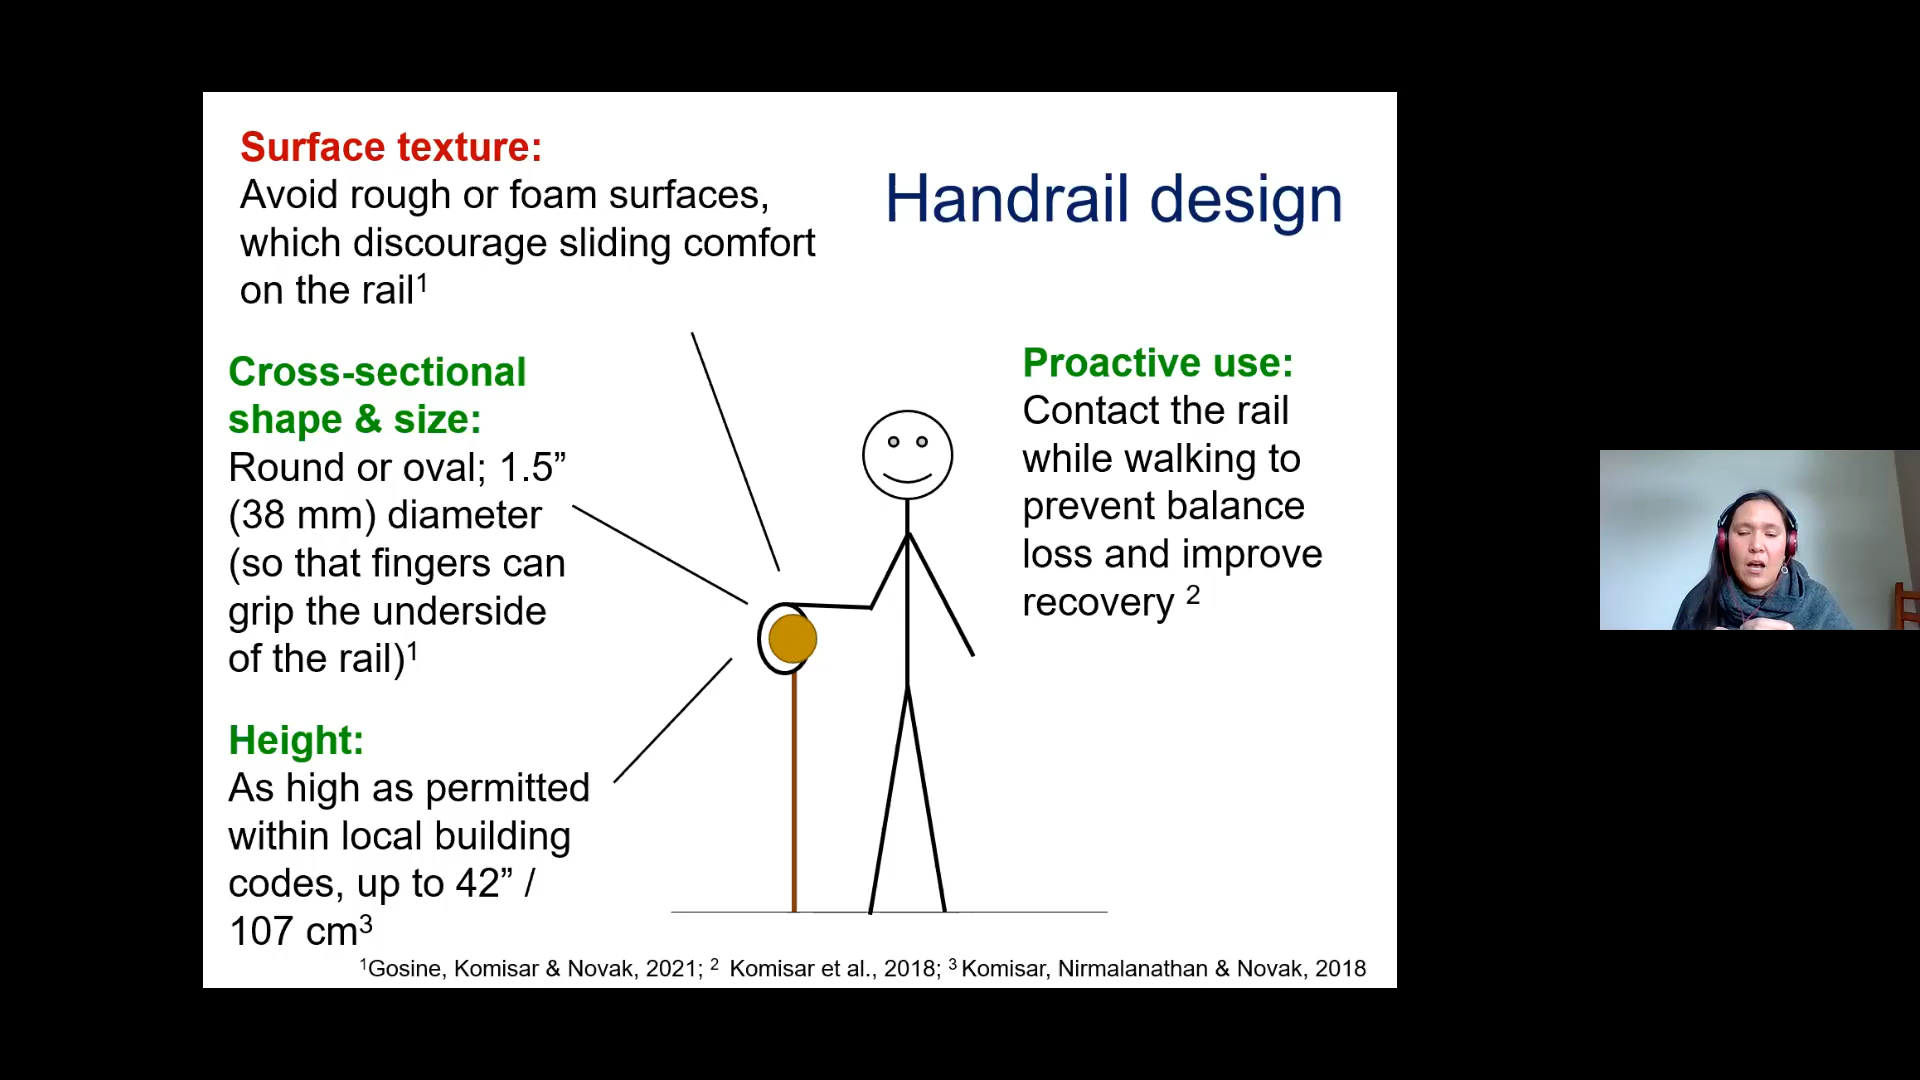 Surface texture:
Avoid rough or foam surfaces,
which discourage sliding comfort
on the rail¹
Handrail design
Cross-sectional
shape & size:
Round or oval; 1.5”
(38 mm) diameter
(so that fingers can
grip the underside
of the rail)¹
Height:
As high as permitted
within local building
codes, up to 42” /
107 cm³
Proactive use:
Contact the rail
while walking to
prevent balance
loss and improve
recovery ²
¹Gosine, Komisar & Novak, 2021; ² Komisar et al., 2018; ³ Komisar, Nirmalanathan & Novak, 2018